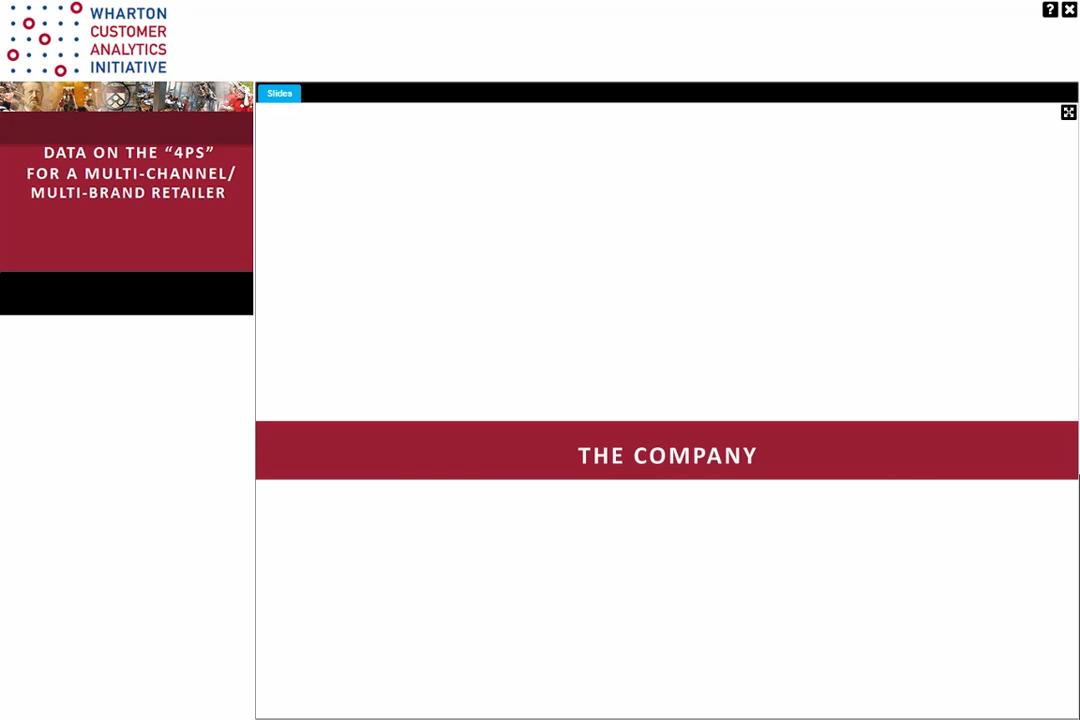 WHARTON
CUSTOMER
ANALYTICS
INITIATIVE
?
Slides
DATA ON THE “4PS”
FOR A MULTI-CHANNEL/
MULTI-BRAND RETAILER
THE COMPANY